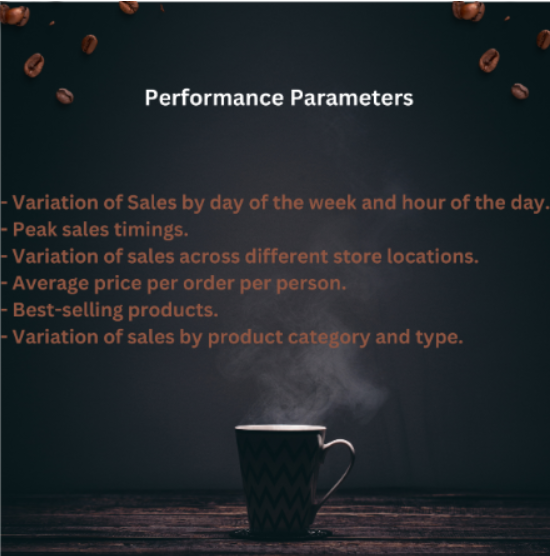 Performance Parameters
- Variation of Sales by day of the week and hour of the day.
- Peak sales timings.
- Variation of sales across different store locations.
- Average price per order per person.
- Best-selling products.
- Variation of sales by product category and type.